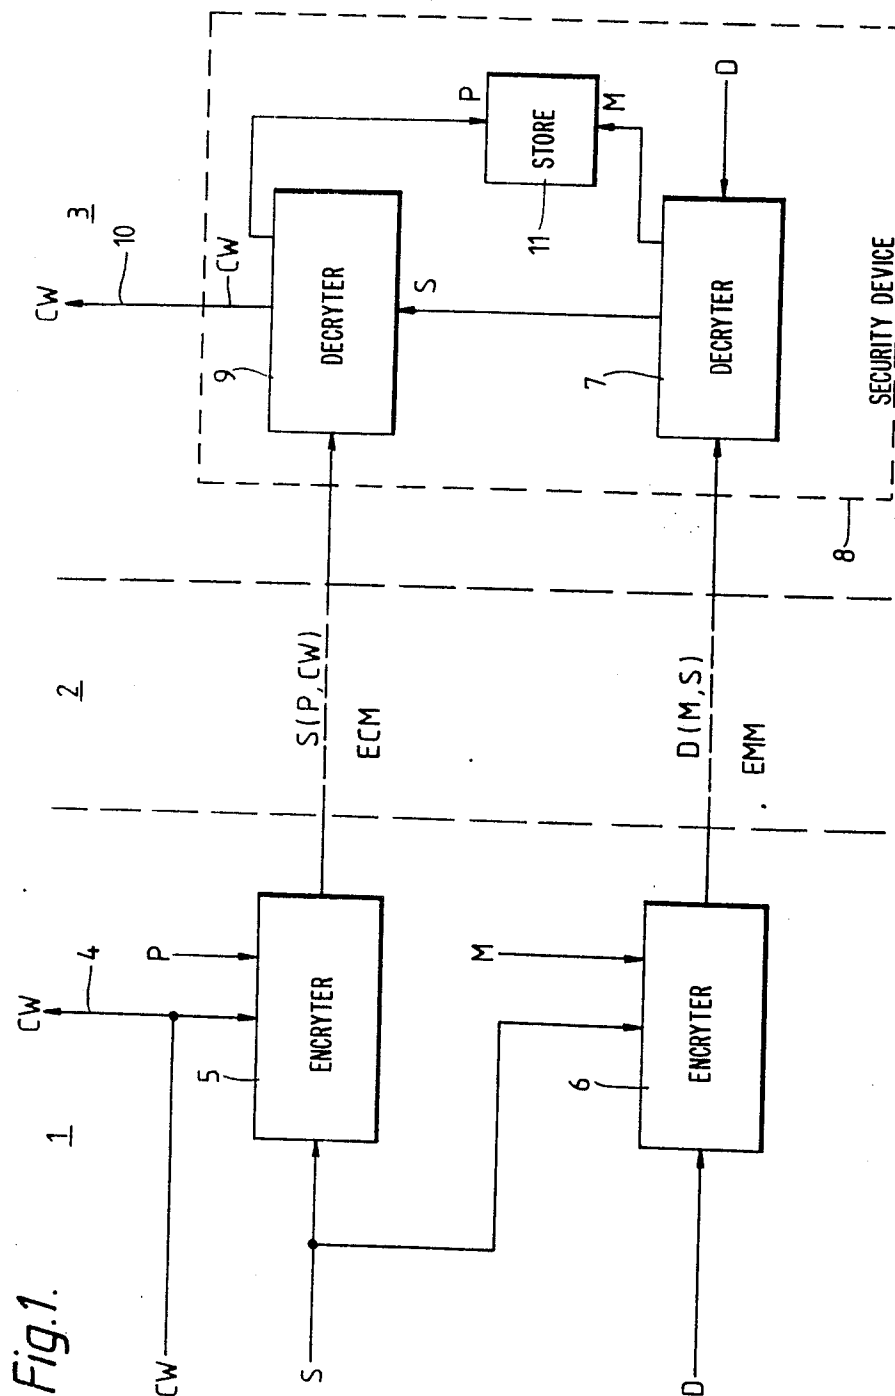 Fig.1.
1
2
3
CW
CW
4
P
5
ENCRYTER
S
S(P,CW)
ECM
CW
10
CW
9
DECRYTER
P
STORE
11
M
S
M
6
ENCRYTER
D
D(M,S)
EMM
7
DECRYTER
D
8
SECURITY DEVICE